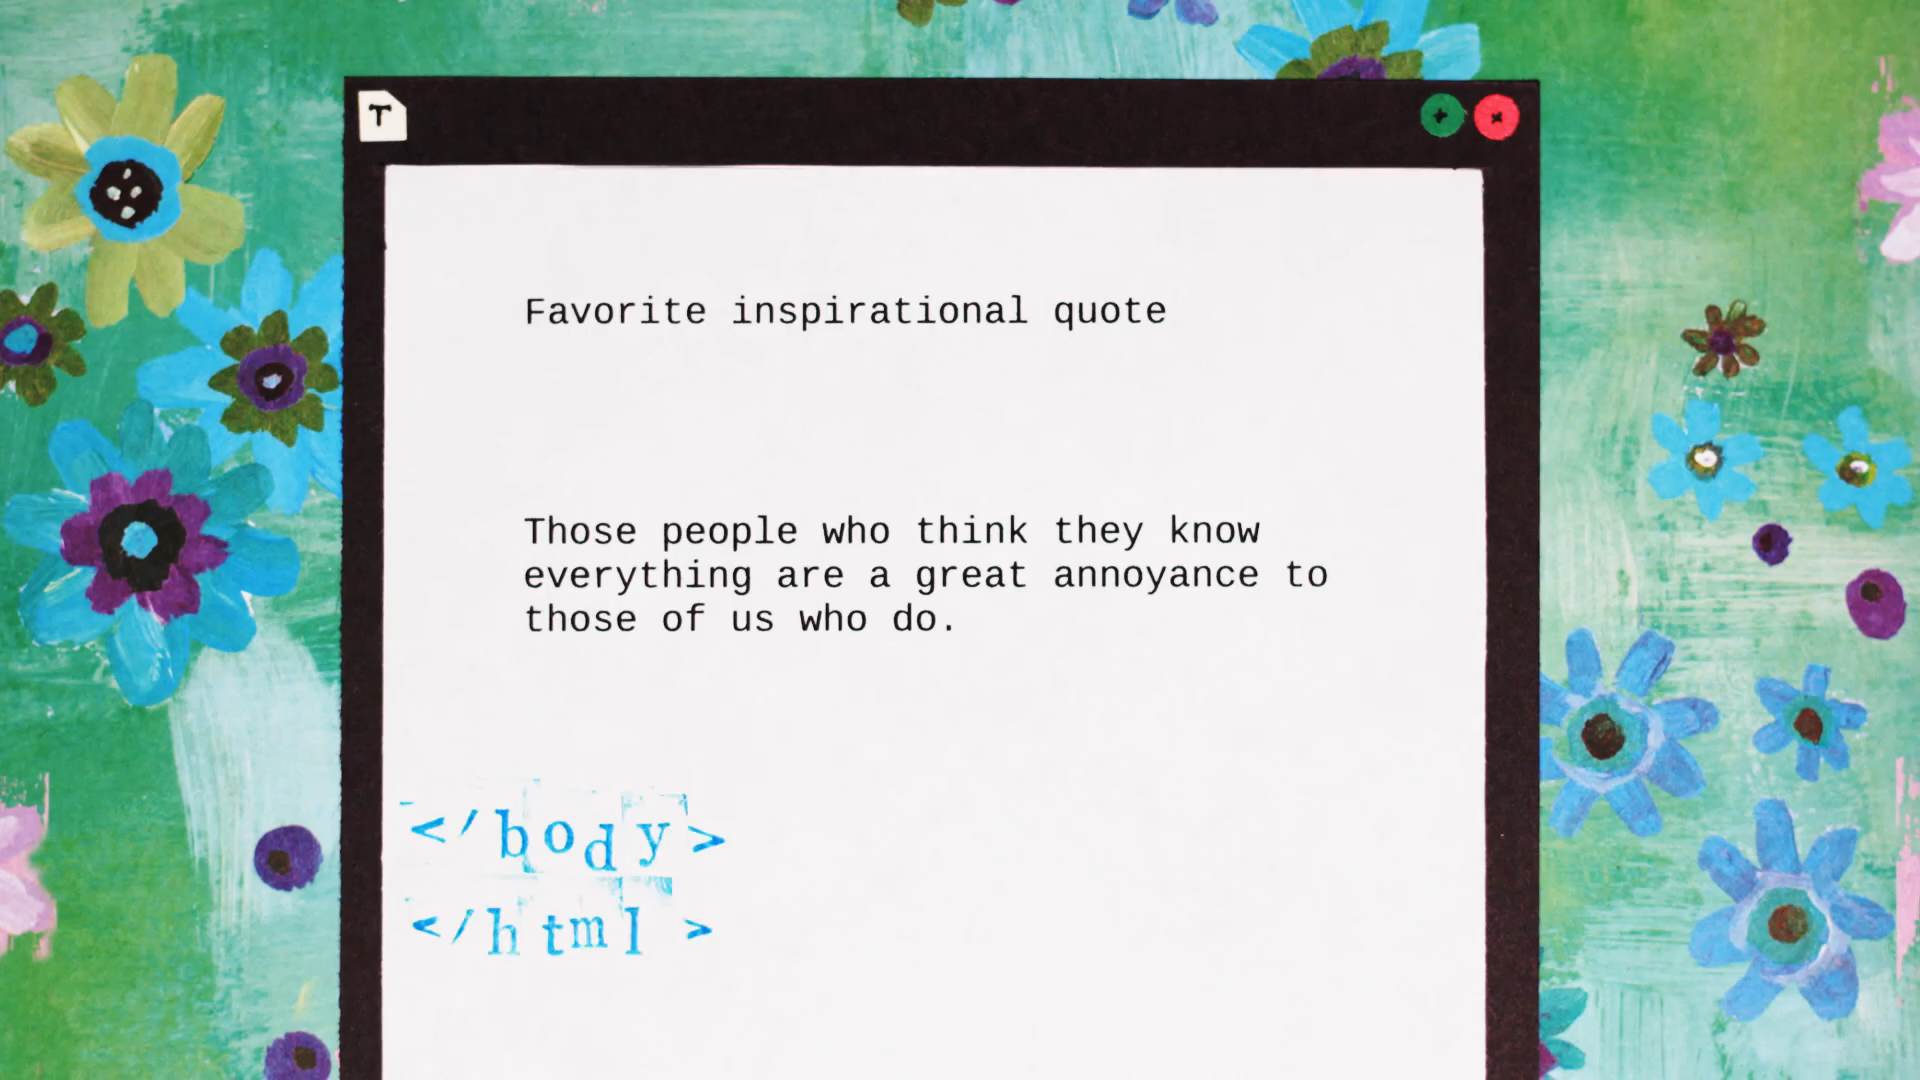 T
Favorite inspirational quote
Those people who think they know
everything are a great annoyance to
those of us who do.
</body>
</html >